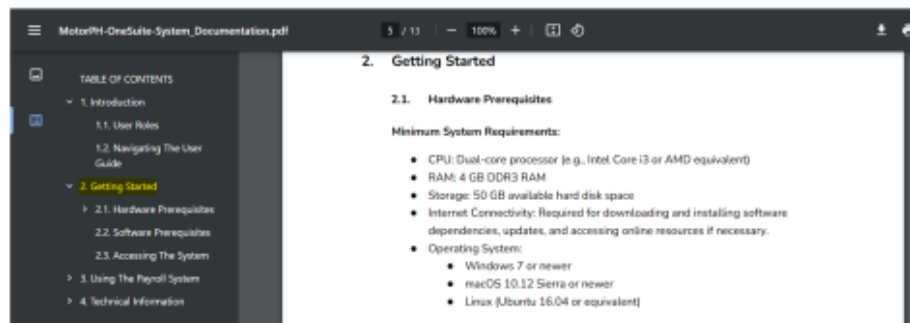 MotorPH-OneSuite-System_Documentation.pdf
5 / 13
100%
TABLE OF CONTENTS
1. Introduction
1.1. User Roles
1.2. Navigating The User
Guide
2. Getting Started
2.1. Hardware Prerequisites
2.2. Software Prerequisites
2.3. Accessing The System
3. Using The Payroll System
4. Technical Information
2. Getting Started
2.1. Hardware Prerequisites
Minimum System Requirements:
● CPU: Dual-core processor (e.g., Intel Core i3 or AMD equivalent)
● RAM: 4 GB DDR3 RAM
● Storage: 50 GB available hard disk space
● Internet Connectivity: Required for downloading and installing software
dependencies, updates, and accessing online resources if necessary.
● Operating System:
● Windows 7 or newer
● macOS 10.12 Sierra or newer
● Linux (Ubuntu 16.04 or equivalent)